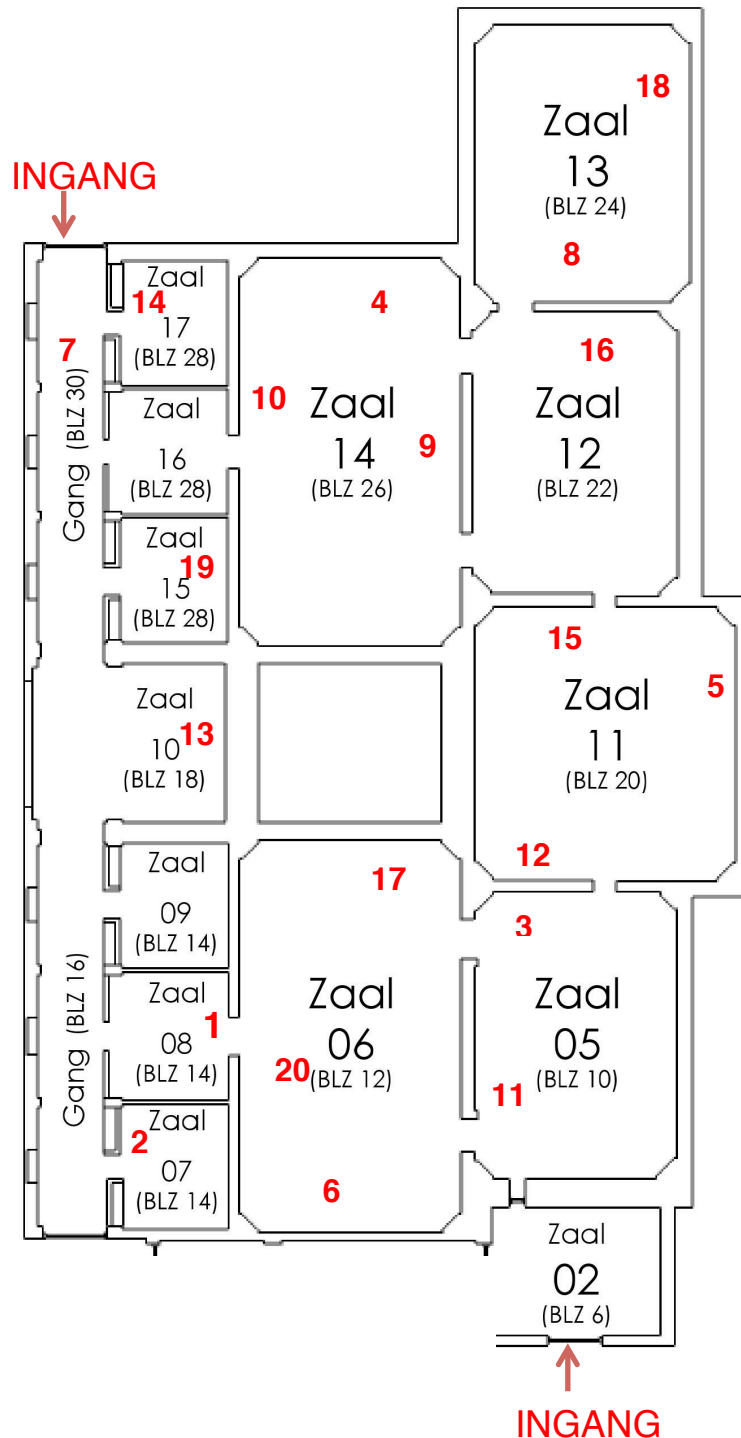 INGANG
18
Zaal
13
(BLZ 24)
8
14
Zaal
17
(BLZ 28)
4
7
Gang (BLZ 30)
16
10
Zaal
14
(BLZ 26)
9
Zaal
12
(BLZ 22)
Zaal
16
(BLZ 28)
Zaal
19
15
(BLZ 28)
15
5
Zaal
11
(BLZ 20)
Zaal
13
10
(BLZ 18)
12
17
Zaal
09
(BLZ 14)
3
Gang (BLZ 16)
Zaal
1
08
(BLZ 14)
Zaal
06
20
(BLZ 12)
Zaal
05
(BLZ 10)
11
2
Zaal
07
(BLZ 14)
6
Zaal
02
(BLZ 6)
INGANG